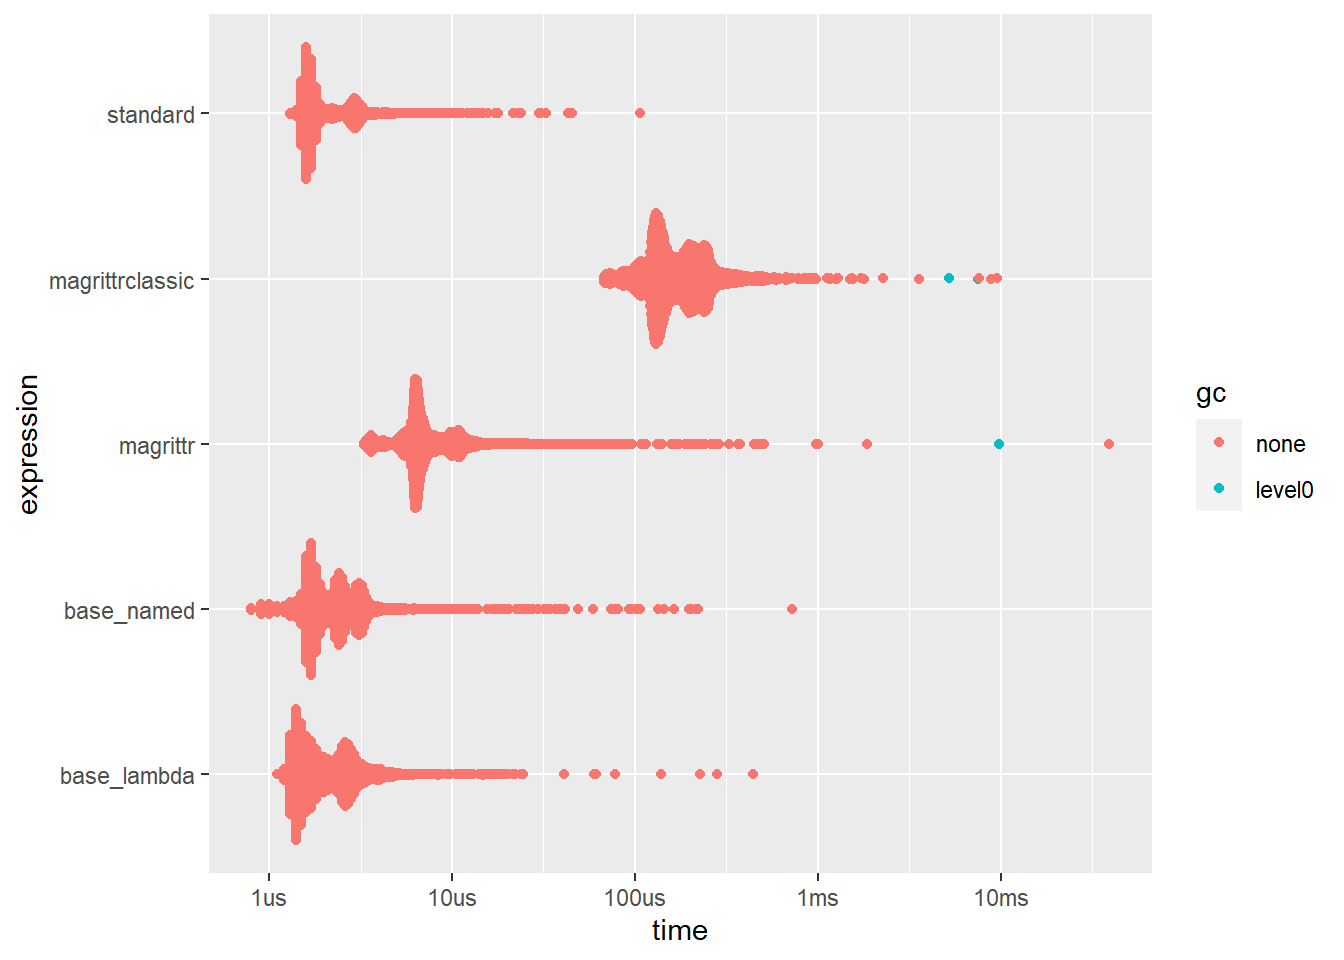 standard
magrittrclassic
magrittr
base_named
base_lambda
expression
1us
10us
100us
1ms
10ms
time
gc
none
level0